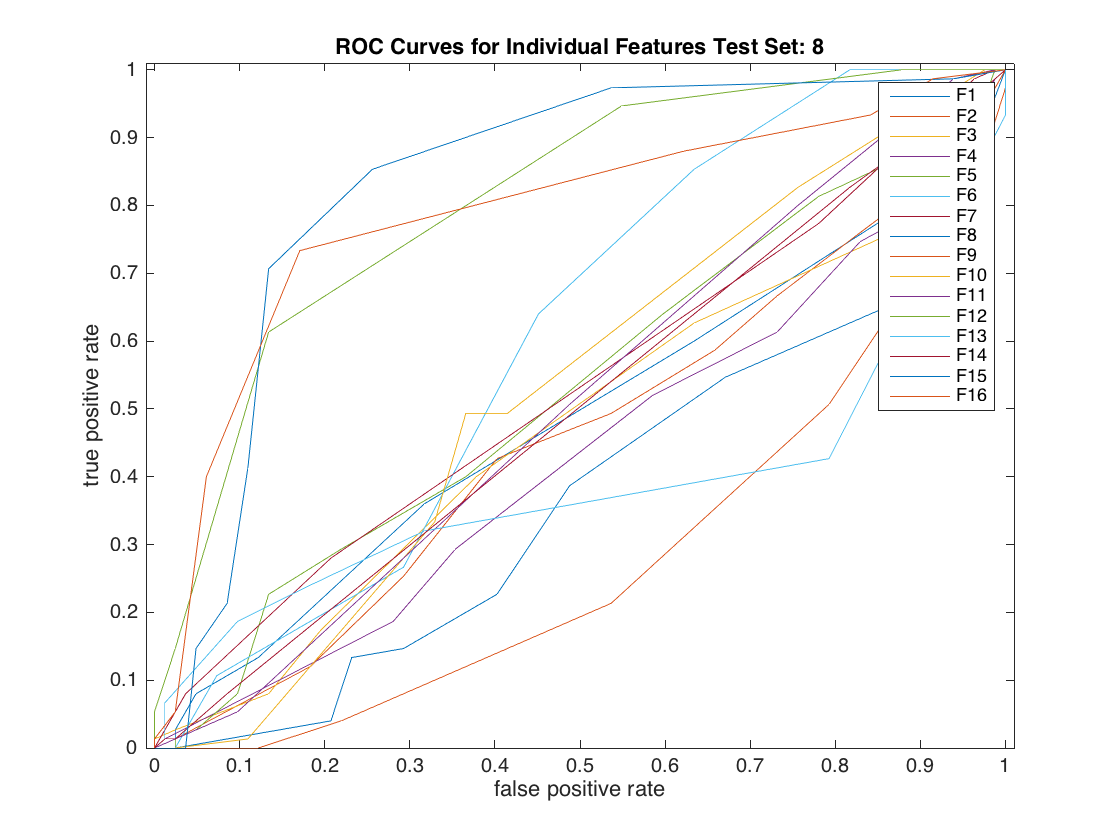 ROC Curves for Individual Features Test Set: 8
1
0.9
0.8
0.7
0.6
0.5
0.4
0.3
0.2
0.1
0
true positive rate
F1
F2
F3
F4
F5
F6
F7
F8
F9
F10
F11
F12
F13
F14
F15
F16
0 0.1 0.2 0.3 0.4 0.5 0.6 0.7 0.8 0.9 1
false positive rate